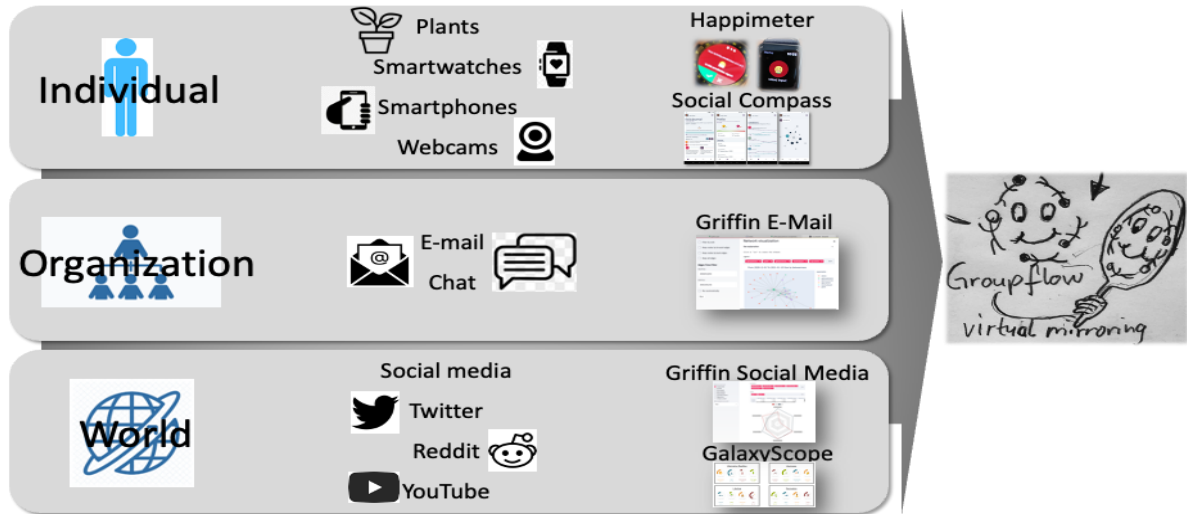 Individual
Plants
Smartwatches
Smartphones
Webcams
Happimeter
Social Compass
Organization
E-mail
Chat
Griffin E-Mail
World
Social media
Twitter
Reddit
YouTube
Griffin Social Media
GalaxyScope
Groupflow
virtual mirroring